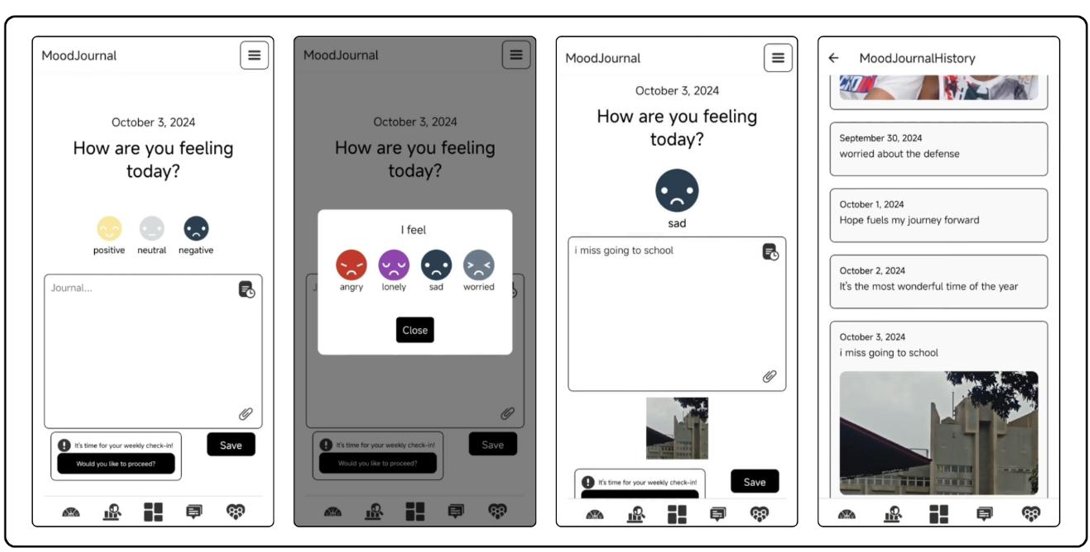 MoodJournal
October 3, 2024
How are you feeling
today?
positive neutral negative
Journal...
It's time for your weekly check-in!
Would you like to proceed?
Save
MoodJournal
October 3, 2024
How are you feeling
today?
I feel
angry lonely sad worried
Close
It's time for your weekly check-in!
Would you like to proceed?
Save
MoodJournal
October 3, 2024
How are you feeling
today?
sad
i miss going to school
It's time for your weekly check-in!
Save
MoodJournalHistory
September 30, 2024
worried about the defense
October 1, 2024
Hope fuels my journey forward
October 2, 2024
It's the most wonderful time of the year
October 3, 2024
i miss going to school